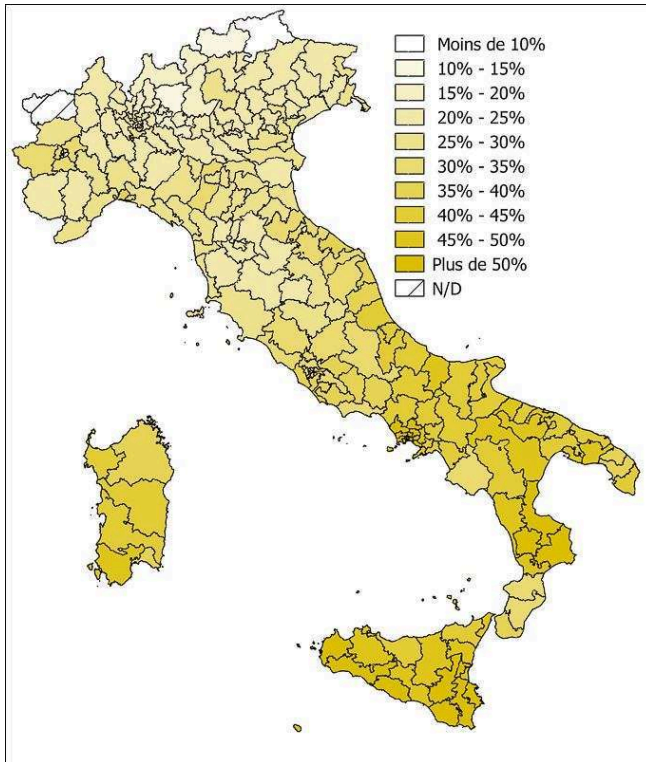 Moins de 10%
10% - 15%
15% - 20%
20% - 25%
25% - 30%
30% - 35%
35% - 40%
40% - 45%
45% - 50%
Plus de 50%
N/D